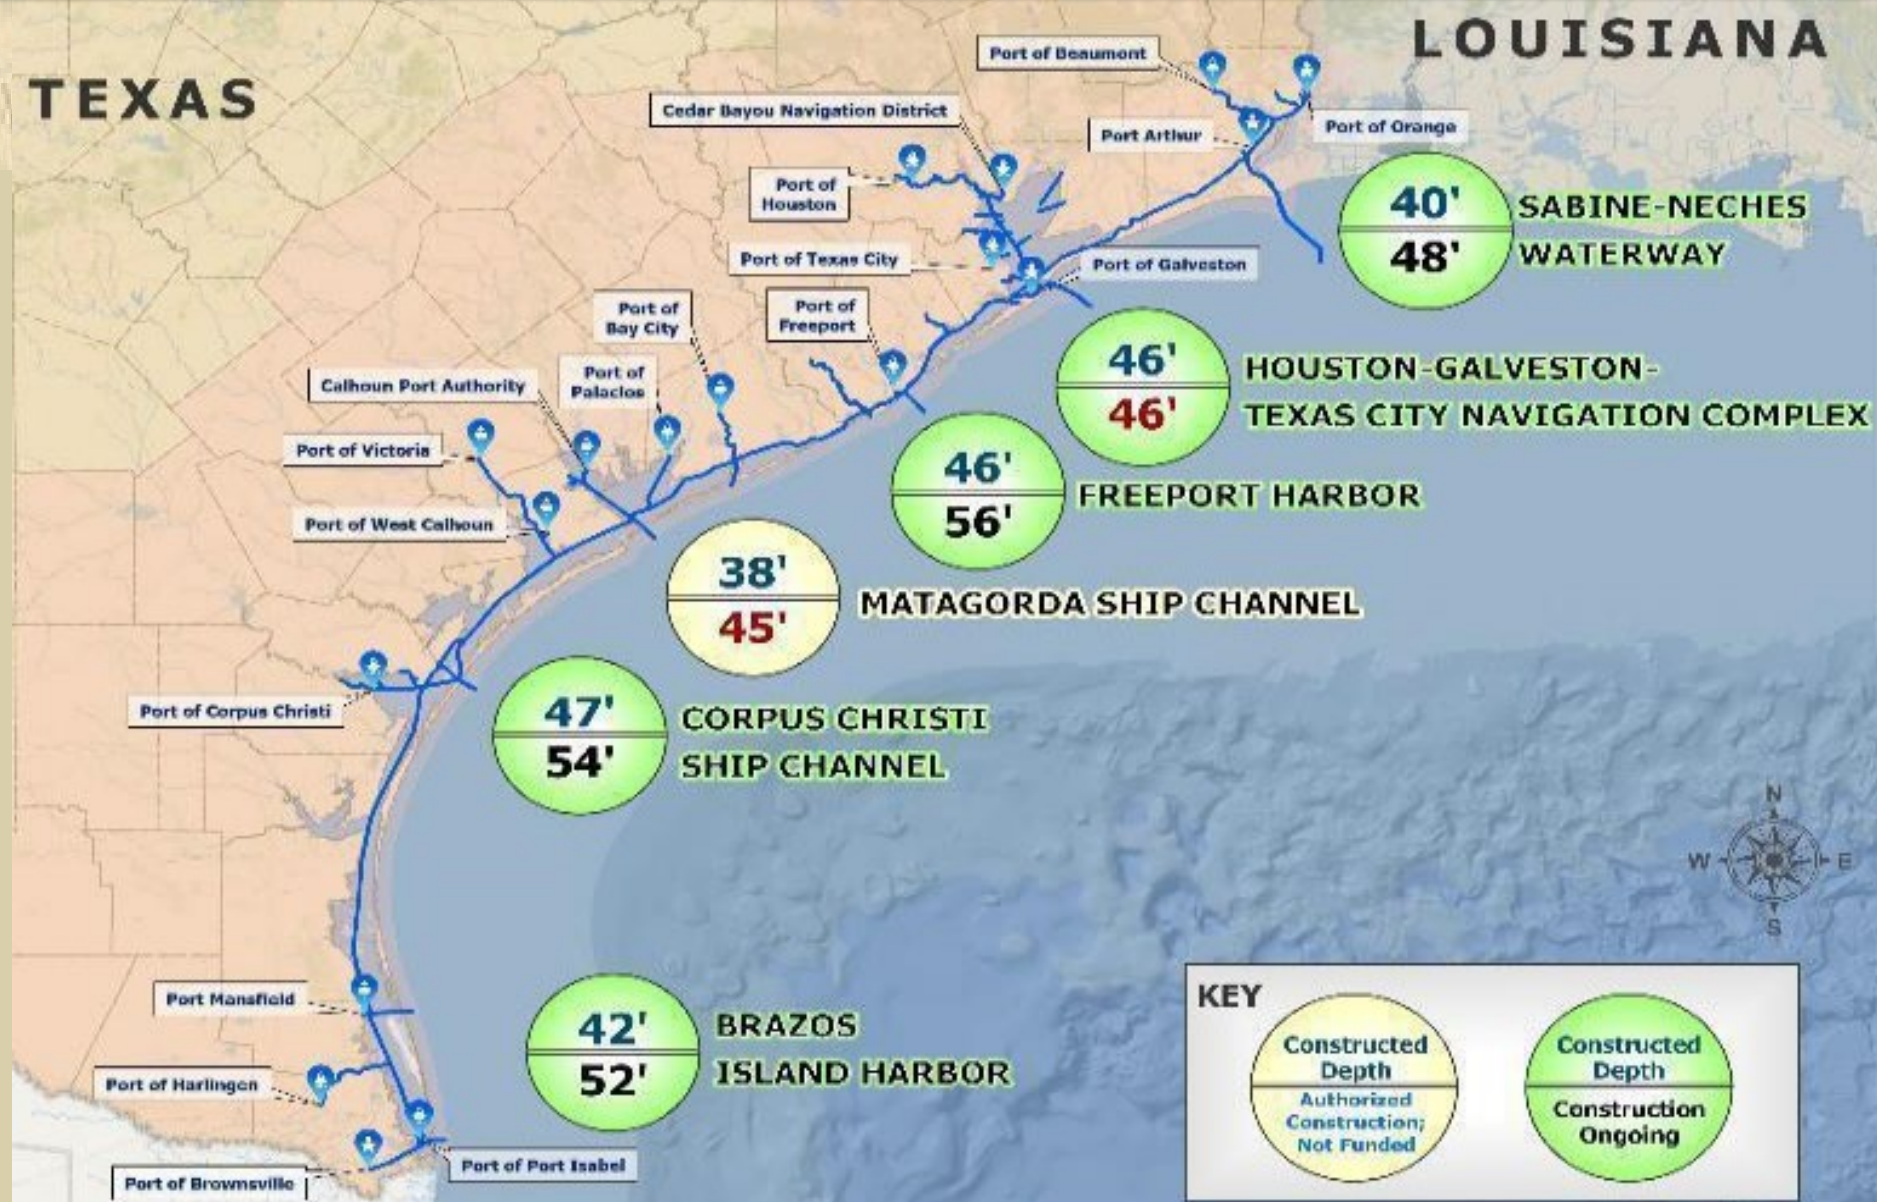 LOUISIANA
TEXAS
Port of Beaumont
Cedar Bayou Navigation District
Port Arthur
Port of Orange
Port of
Houston
40'
48'
SABINE-NECHES
WATERWAY
Port of Texas City
Port of Galveston
Port of
Bay City
Port of
Freeport
46'
46'
HOUSTON-GALVESTON-
TEXAS CITY NAVIGATION COMPLEX
Calhoun Port Authority
Port of
Palacios
Port of Victoria
46'
56'
FREEPORT HARBOR
Port of West Calhoun
38'
45'
MATAGORDA SHIP CHANNEL
Port of Corpus Christi
47'
54'
CORPUS CHRISTI
SHIP CHANNEL
N
W
E
S
Port Mansfield
42'
52'
BRAZOS
ISLAND HARBOR
Port of Harlingen
Port of Port Isabel
Port of Brownsville
KEY
Constructed
Depth
Authorized
Construction;
Not Funded
Constructed
Depth
Construction
Ongoing